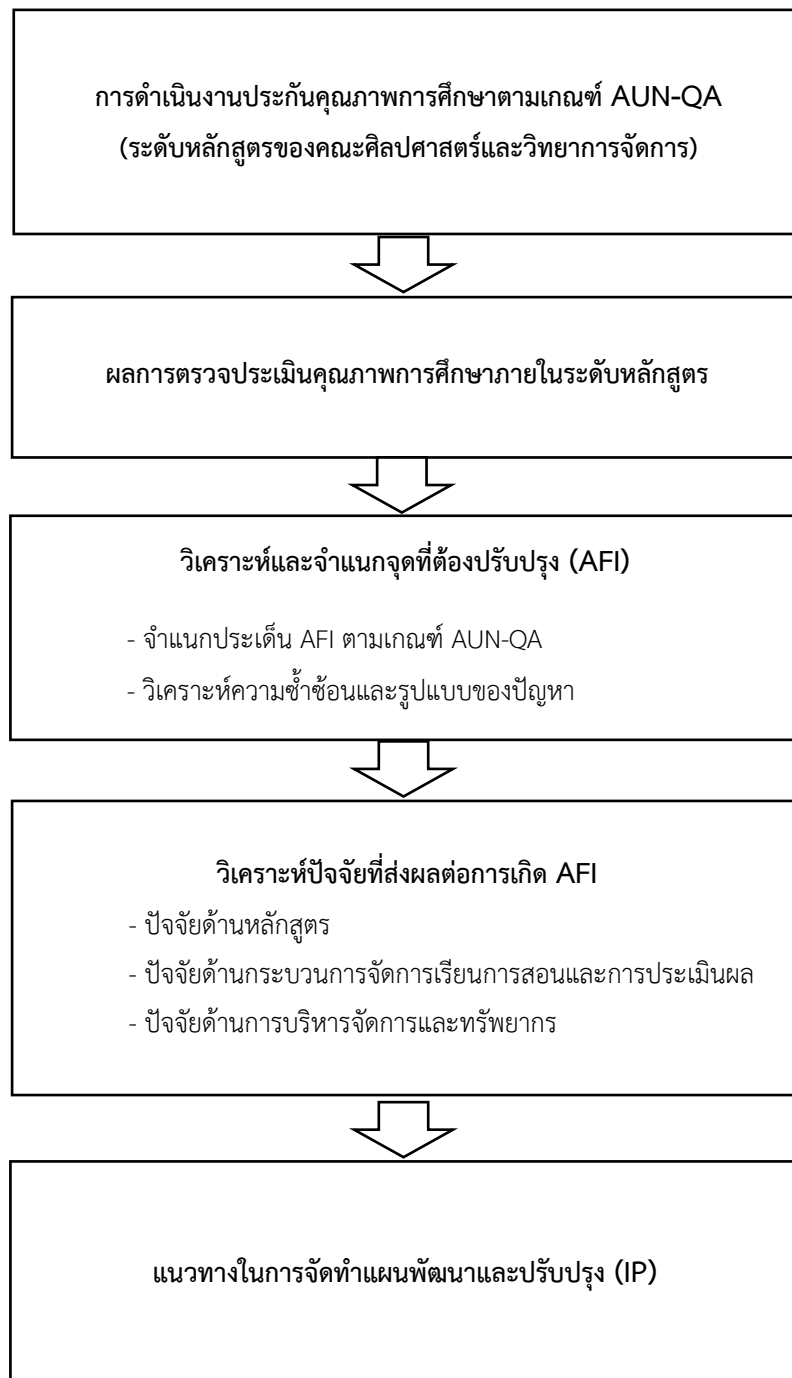 การดำเนินงานประกันคุณภาพการศึกษาตามเกณฑ์ AUN-QA
(ระดับหลักสูตรของคณะศิลปศาสตร์และวิทยาการจัดการ)
ผลการตรวจประเมินคุณภาพการศึกษาภายในระดับหลักสูตร
วิเคราะห์และจำแนกจุดที่ต้องปรับปรุง (AFI)
- จำแนกประเด็น AFI ตามเกณฑ์ AUN-QA
- วิเคราะห์ความซ้ำซ้อนและรูปแบบของปัญหา
วิเคราะห์ปัจจัยที่ส่งผลต่อการเกิด AFI
- ปัจจัยด้านหลักสูตร
- ปัจจัยด้านกระบวนการจัดการเรียนการสอนและการประเมินผล
- ปัจจัยด้านการบริหารจัดการและทรัพยากร
แนวทางในการจัดทำแผนพัฒนาและปรับปรุง (IP)